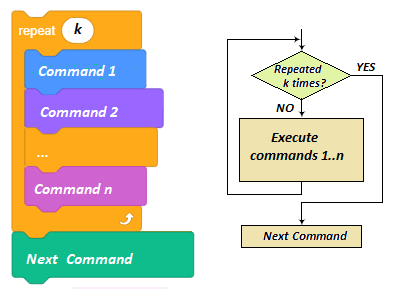 repeat k
Command 1
Command 2
...
Command n
Next Command
Repeated
k times?
YES
NO
Execute
commands 1..n
Next Command